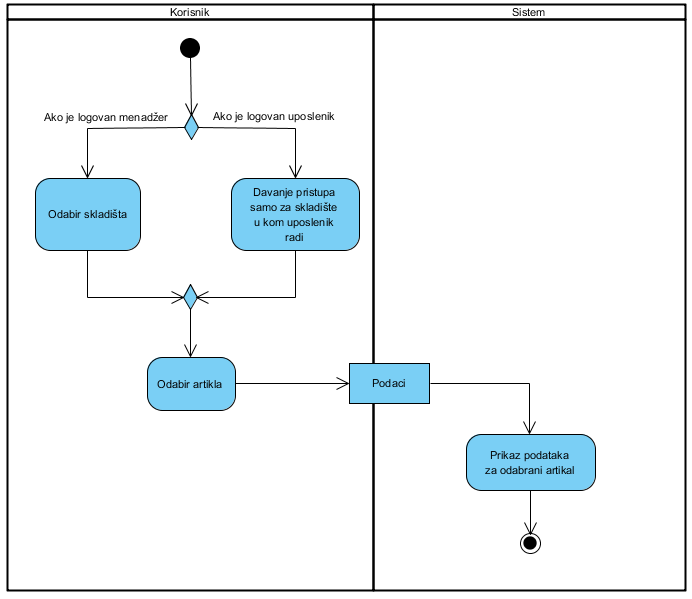 Korisnik
Sistem
Ako je logovan menadžer
Ako je logovan uposlenik
Odabir skladišta
Davanje pristupa
samo za skladište
u kom uposlenik
radi
Odabir artikla
Podaci
Prikaz podataka
za odabrani artikal